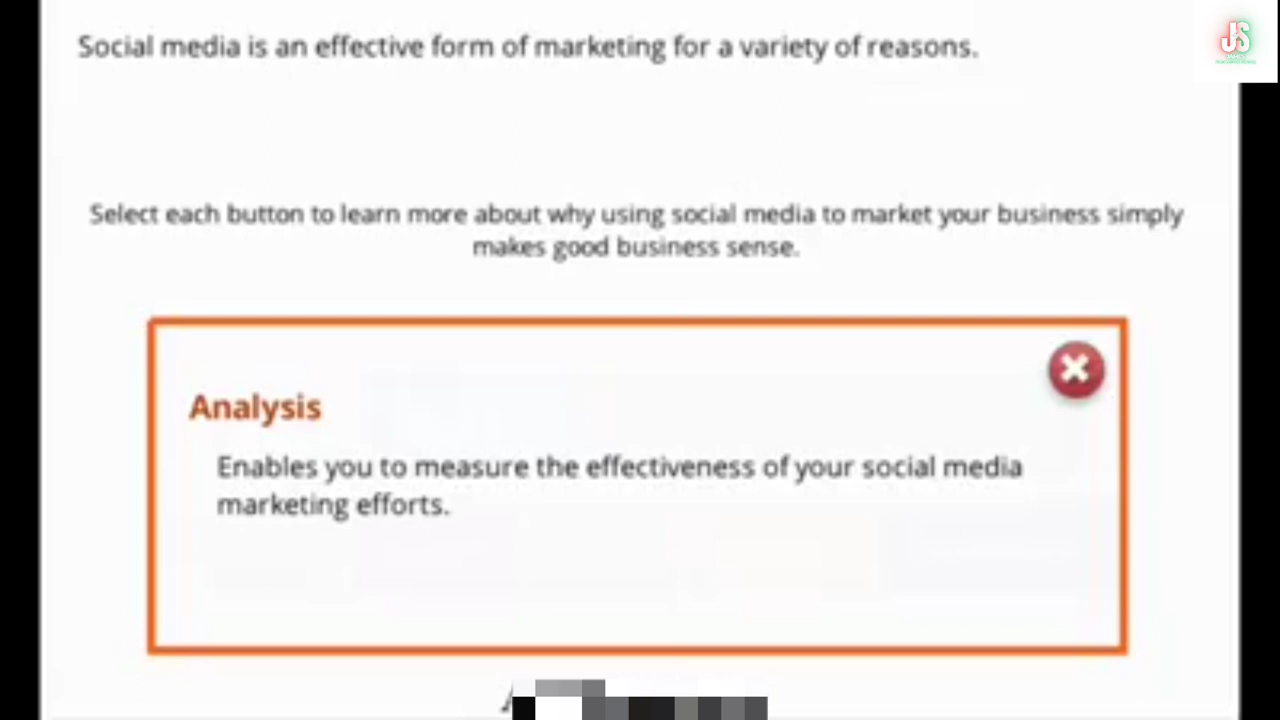 JS
Social media is an effective form of marketing for a variety of reasons.
Select each button to learn more about why using social media to market your business simply
makes good business sense.
Analysis
Enables you to measure the effectiveness of your social media
marketing efforts.